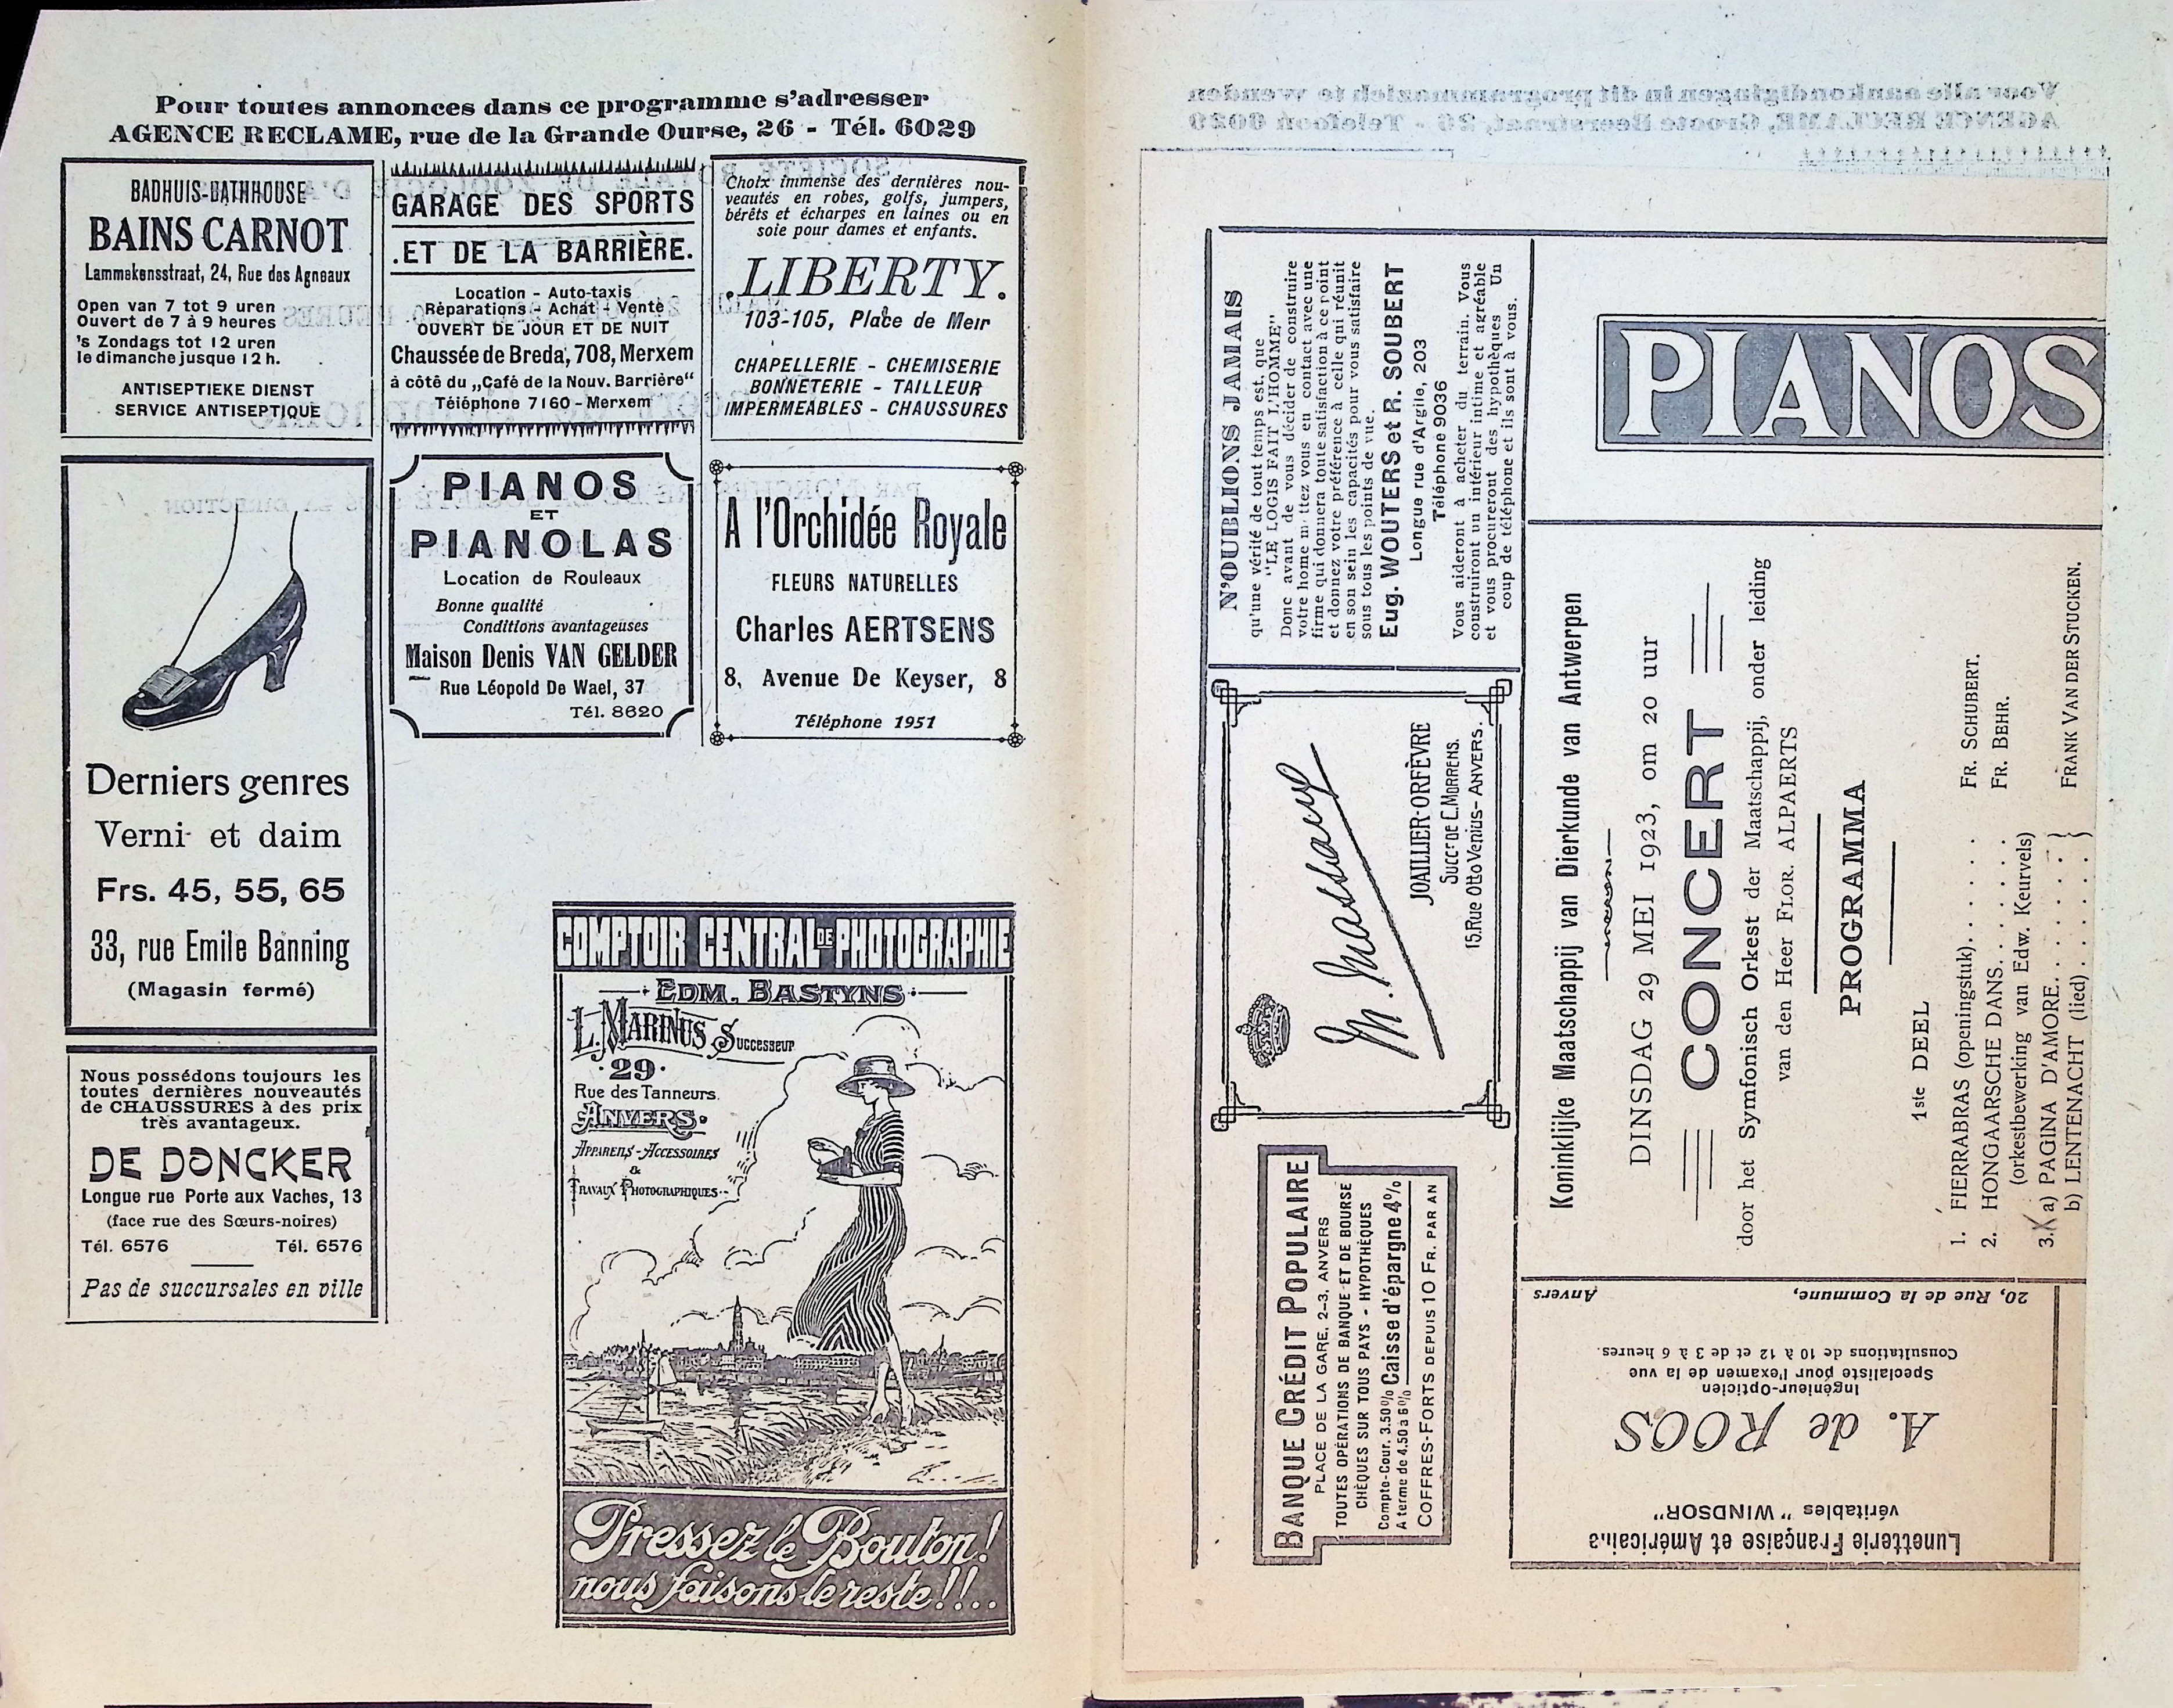 Pour toutes annonces dans ce programme s'adresser
AGENCE RECLAME, rue de la Grande Ourse, 26 - Tél. 6029
BADHUIS-BATHHOUSE
BAINS CARNOT
Lammekensstraat, 24, Rue des Agneaux
Open van 7 tot 9 uren
Ouvert de 7 à 9 heures
's Zondags tot 12 uren
le dimanche jusque 12 h.
ANTISEPTIEKE DIENST
SERVICE ANTISEPTIQUE
GARAGE DES SPORTS
ET DE LA BARRIÈRE.
Location - Auto-taxis
Réparations - Achat - Vente
OUVERT DE JOUR ET DE NUIT
Chaussée de Breda, 708, Merxem
à côté du „Café de la Nouv. Barrière“
Téléphone 7160 - Merxem
Choix immense des dernières nou-
veautés en robes, golfs, jumpers,
bérêts et écharpes en laines ou en
soie pour dames et enfants.
LIBERTY.
103-105, Place de Meir
CHAPELLERIE - CHEMISERIE
BONNETERIE - TAILLEUR
IMPERMEABLES - CHAUSSURES
Derniers genres
Verni et daim
Frs. 45, 55, 65
33, rue Emile Banning
(Magasin fermé)
PIANOS
ET
PIANOLAS
Location de Rouleaux
Bonne qualité
Conditions avantageuses
Maison Denis VAN GELDER
Rue Léopold De Wael, 37
Tél. 8620
A l'Orchidée Royale
FLEURS NATURELLES
Charles AERTSENS
8, Avenue De Keyser, 8
Téléphone 1951
Nous possédons toujours les
toutes dernières nouveautés
de CHAUSSURES à des prix
très avantageux.
DE DONCKER
Longue rue Porte aux Vaches, 13
(face rue des Sœurs-noires)
Tél. 6576 Tél. 6576
Pas de succursales en ville
COMPTOIR CENTRAL DE PHOTOGRAPHIE
EDM. BASTYNS
L. MARINUS SUCCESSEUR
29
Rue des Tanneurs.
ANVERS
APPAREILS - ACCESSOIRES
&
TRAVAUX PHOTOGRAPHIQUES
Pressez le Bouton!
nous faisons le reste!!..
Voor alle aankondigingen in dit programma zich te wenden
AGENCE RECLAME, Groote Beerstraat, 26 - Telefoon 6029
N'OUBLIONS JAMAIS
qu'une vérité de tout temps est, que
"LE LOGIS FAIT L'HOMME"
Donc avant de vous décider de construire
votre home mettez vous en contact avec une
firme qui donnera toute satisfaction à ce point
et donnez votre préférence à celle qui réunit
en son sein les capacités pour vous satisfaire
sous tous les points de vue.
Eug. WOUTERS et R. SOUBERT
Longue rue d'Argile, 203
Téléphone 9036
Vous aideront à acheter du terrain. Vous
construiront un intérieur intime et agréable
et vous procureront des hypothèques Un
coup de téléphone et ils sont à vous.
M. Massaux
JOAILLIER-ORFÈVRE
SUCCR DE C. MORRENS.
15, Rue Otto Venius - ANVERS.
BANQUE CRÉDIT POPULAIRE
PLACE DE LA GARE, 2-3, ANVERS
TOUTES OPÉRATIONS DE BANQUE ET DE BOURSE
CHÈQUES SUR TOUS PAYS - HYPOTHÈQUES
Compte-Cour. 3.50% Caisse d'épargne 4%
A terme de 4.50 à 6%
COFFRES-FORTS DEPUIS 10 FR. PAR AN
PIANOS
Koninklijke Maatschappij van Dierkunde van Antwerpen
DINSDAG 29 MEI 1923, om 20 uur
CONCERT
door het Symfonisch Orkest der Maatschappij, onder leiding
van den Heer FLOR. ALPAERTS
PROGRAMMA
1ste DEEL
1. FIERRABRAS (openingstuk). . . . . . . FR. SCHUBERT.
2. HONGAARSCHE DANS. . . . . . . FR. BEHR.
(orkestbewerking van Edw. Keurvels)
3. a) PAGINA D'AMORE. . . . . . }
b) LENTENACHT (lied) . . . . . . } FRANK VAN DER STUCKEN.
Lunetterie Française et Américaine
véritables "WINDSOR"
A. de ROOS
Ingénieur-Opticien
Specialiste pour l'examen de la vue
Consultations de 10 à 12 et de 3 à 6 heures.
20, Rue de la Commune, Anvers